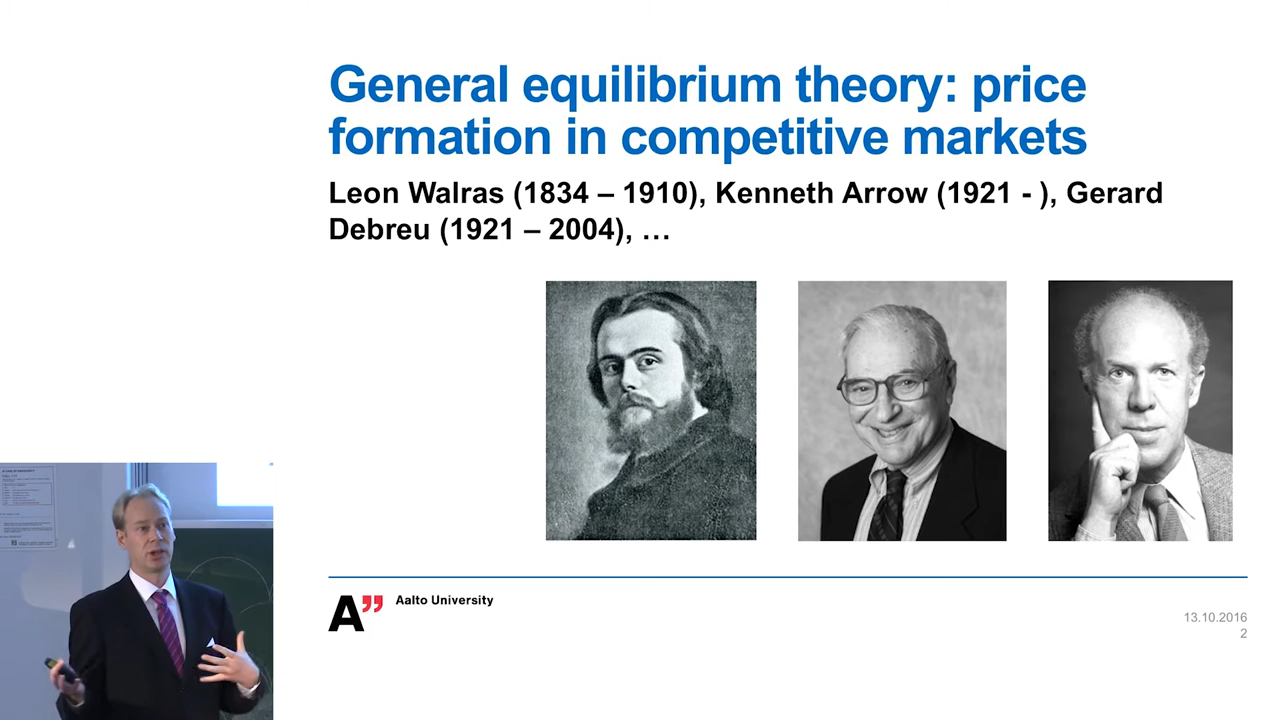 General equilibrium theory: price
formation in competitive markets
Leon Walras (1834 – 1910), Kenneth Arrow (1921 - ), Gerard
Debreu (1921 – 2004), …
A”
Aalto University
13.10.2016
2